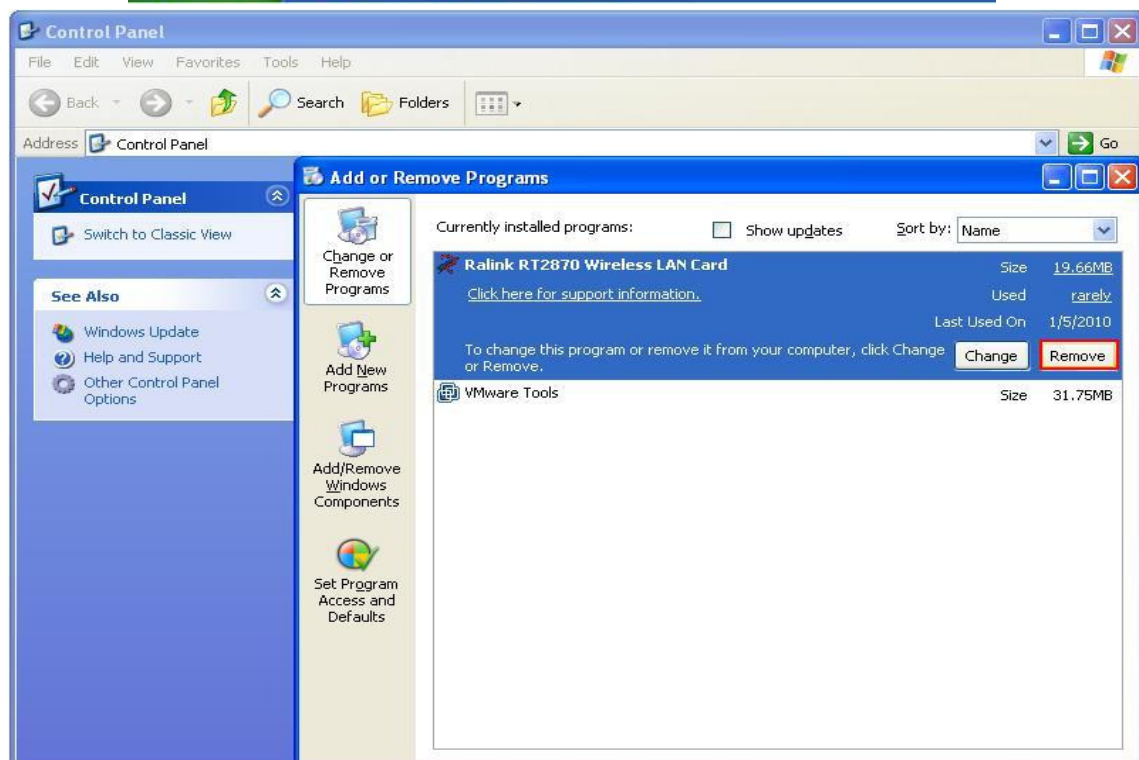 Control Panel
File Edit View Favorites Tools Help
Back Search Folders
Address Control Panel Go
Control Panel
Switch to Classic View
See Also
Windows Update
Help and Support
Other Control Panel
Options
Add or Remove Programs
Change or
Remove
Programs
Add New
Programs
Add/Remove
Windows
Components
Set Program
Access and
Defaults
Currently installed programs: Show updates Sort by: Name
Ralink RT2870 Wireless LAN Card Size 19.66MB
Click here for support information. Used rarely
Last Used On 1/5/2010
To change this program or remove it from your computer, click Change
or Remove.
Change Remove
VMware Tools Size 31.75MB